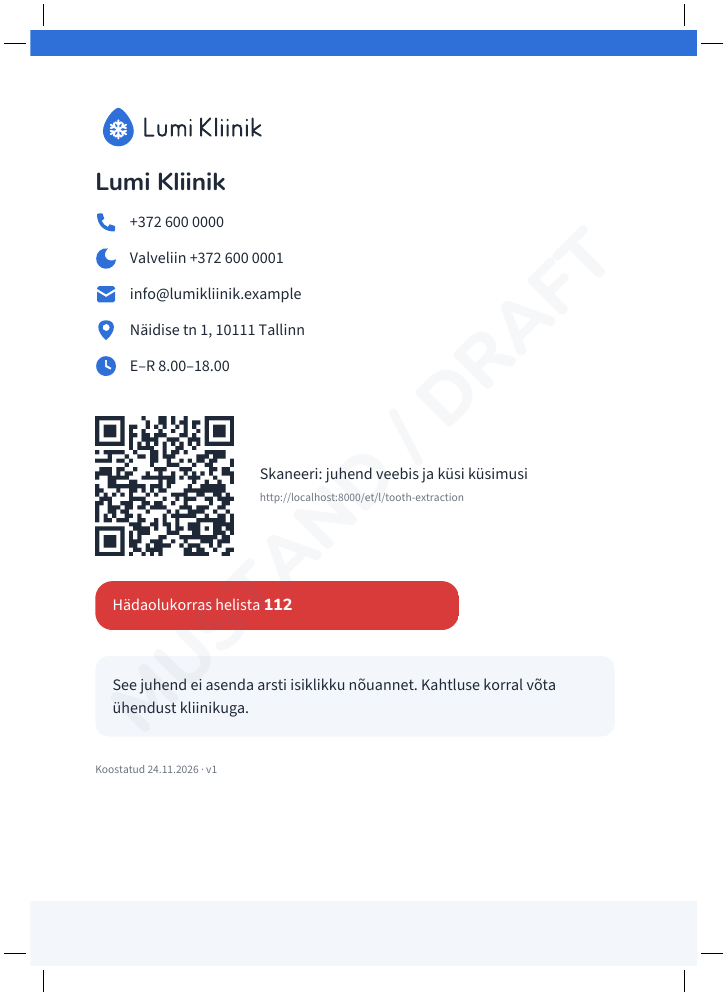 Lumi Kliinik
Lumi Kliinik
+372 600 0000
Valveliin +372 600 0001
info@lumikliinik.example
Näidise tn 1, 10111 Tallinn
E–R 8.00–18.00
Skaneeri: juhend veebis ja küsi küsimusi
http://localhost:8000/et/l/tooth-extraction
Hädaolukorras helista 112
See juhend ei asenda arsti isiklikku nõuannet. Kahtluse korral võta
ühendust kliinikuga.
Koostatud 24.11.2026 · v1
MUSTAND / DRAFT